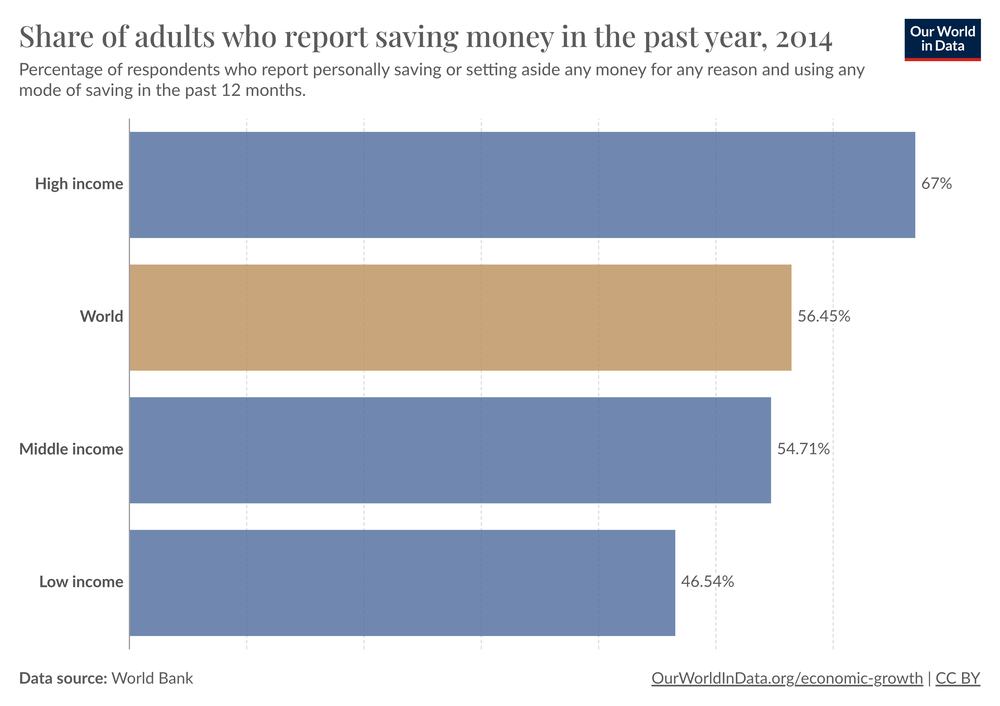 Share of adults who report saving money in the past year, 2014
Our World
in Data
Percentage of respondents who report personally saving or setting aside any money for any reason and using any
mode of saving in the past 12 months.
High income
67%
World
56.45%
Middle income
54.71%
Low income
46.54%
Data source: World Bank
OurWorldInData.org/economic-growth | CC BY